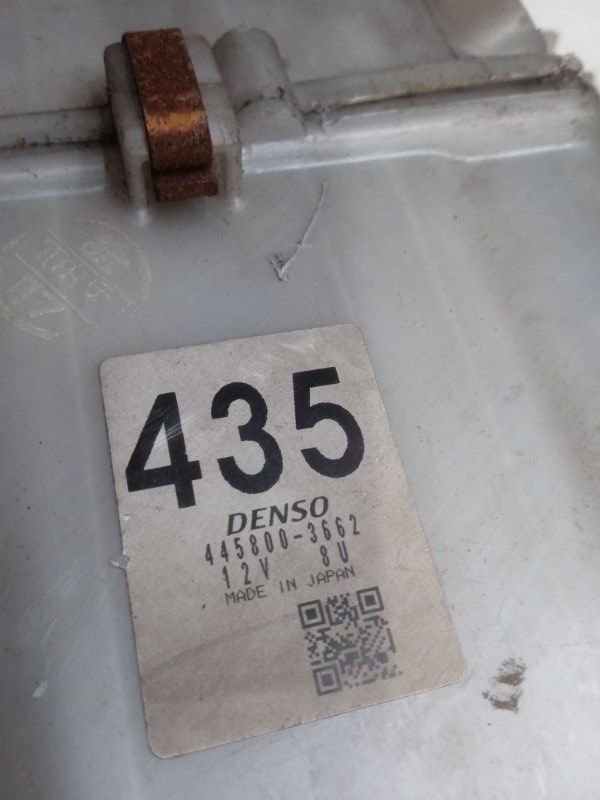 435
DENSO
445800-3662
12V 8U
MADE IN JAPAN